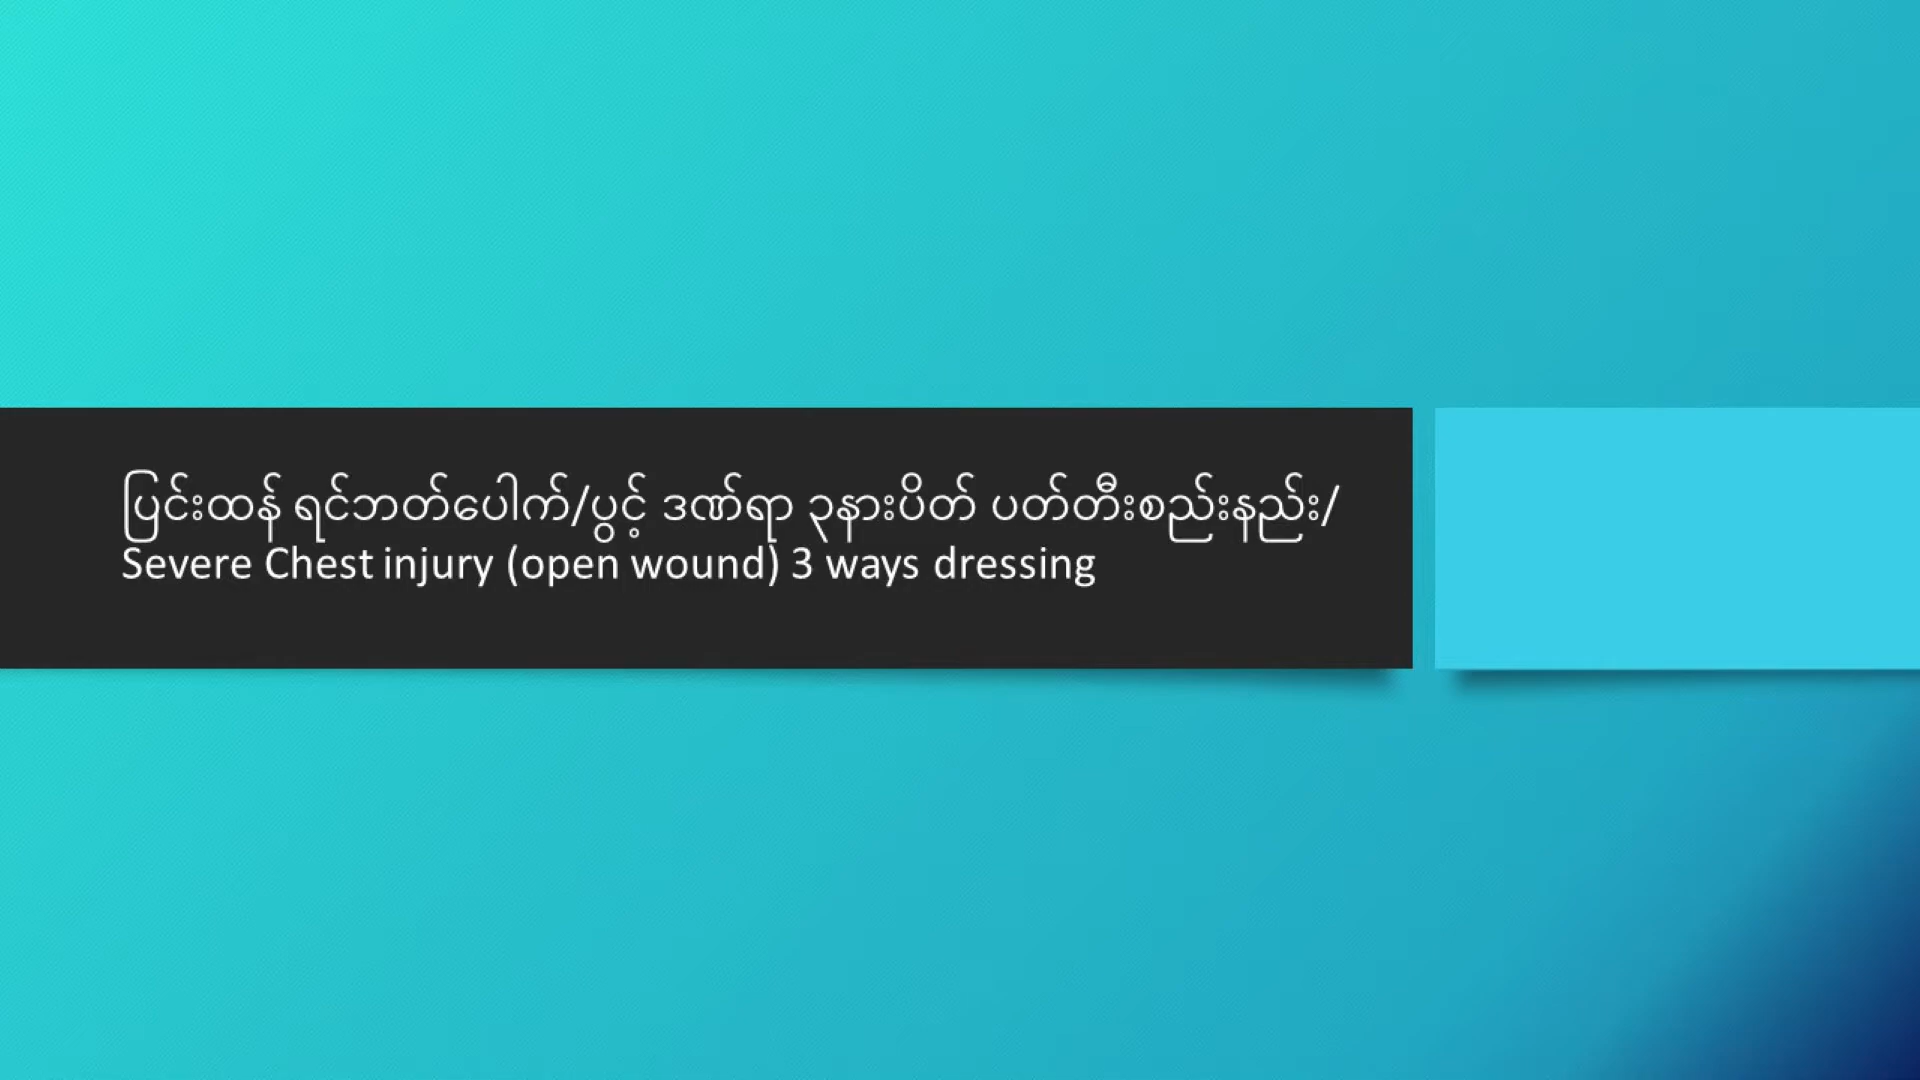 ပြင်းထန် ရင်ဘတ်ပေါက်/ပွင့် ဒဏ်ရာ ၃နားပိတ် ပတ်တီးစည်းနည်း/
Severe Chest injury (open wound) 3 ways dressing